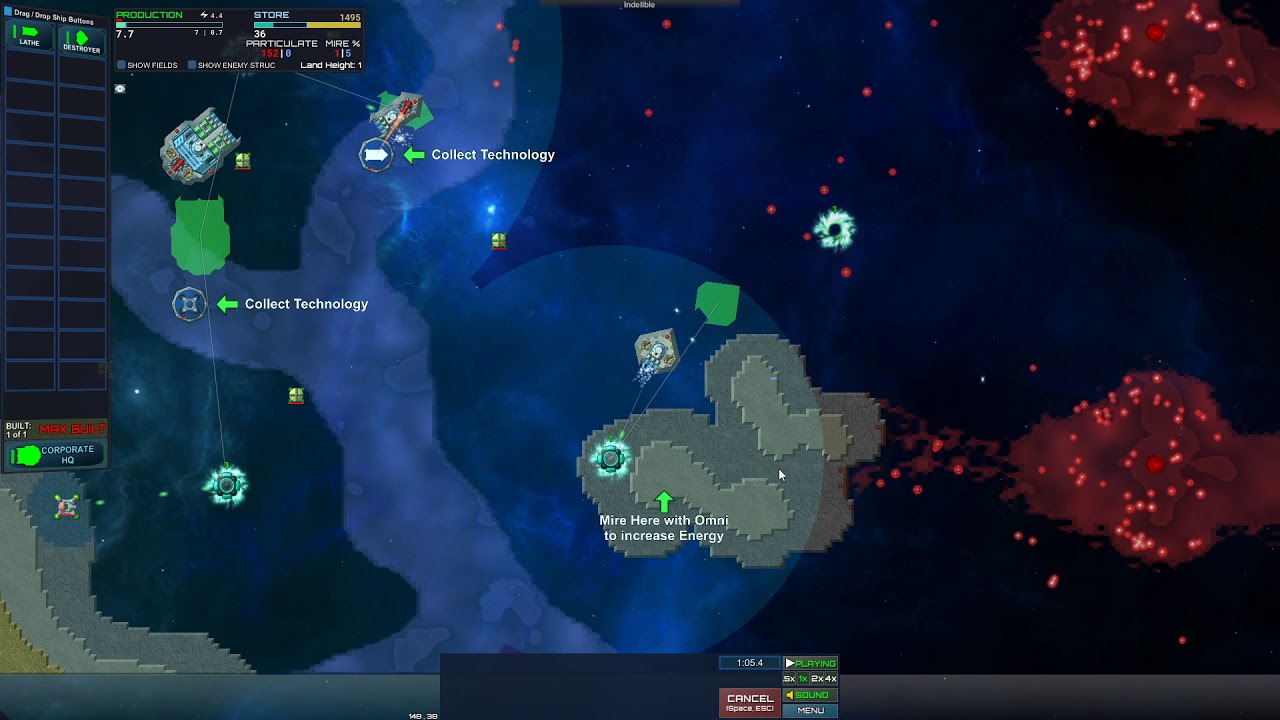 Indelible
Drag / Drop Ship Buttons
LATHE
DESTROYER
PRODUCTION
4.4
7.7
7 | 0.7
STORE
1495
36
PARTICULATE
MIRE %
152|0
1|5
SHOW FIELDS
SHOW ENEMY STRUC
Land Height: 1
Collect Technology
Collect Technology
Mire Here with Omni
to increase Energy
BUILT:
1 of 1
MAX BUILT
CORPORATE
HQ
148.38
1:05.4
PLAYING
.5x 1x 2x 4x
CANCEL
(Space, ESC)
SOUND
MENU